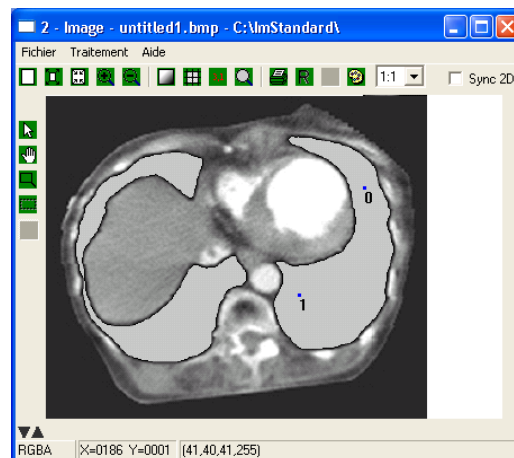 2 - Image - untitled1.bmp - C:\ImStandard\
Fichier Traitement Aide
R 1:1 Sync 2D
0
1
RGBA X=0186 Y=0001 (41,40,41,255)